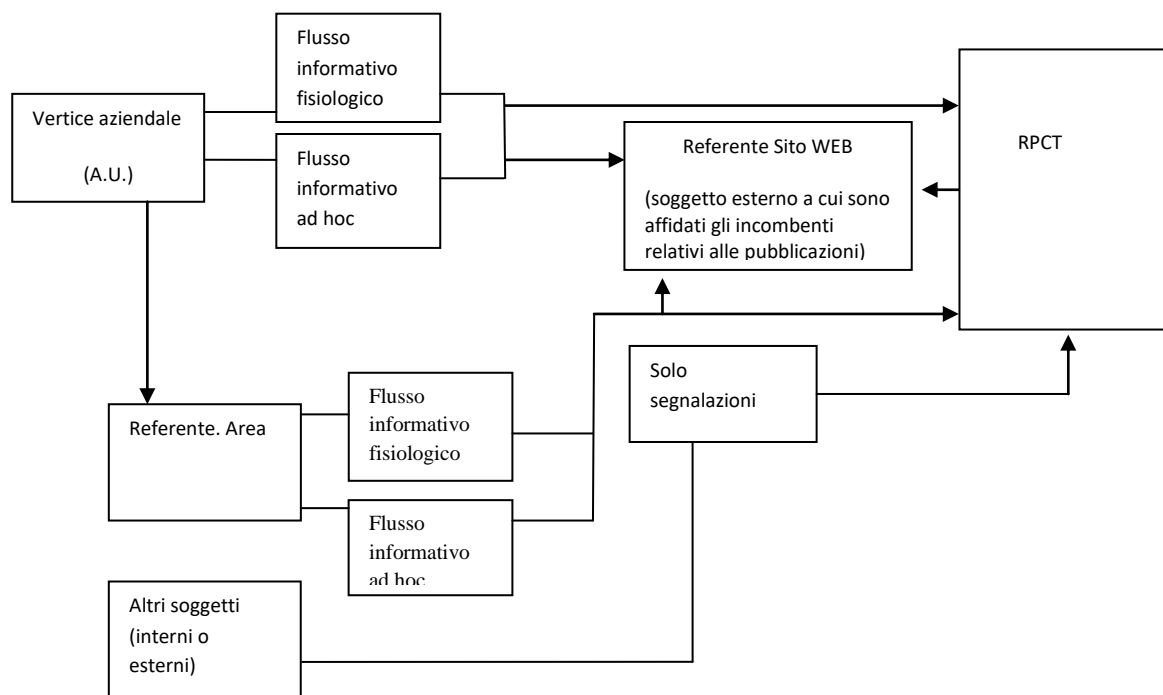 Flusso
informativo
fisiologico
Vertice aziendale
(A.U.)
Flusso
informativo
ad hoc
Referente Sito WEB
(soggetto esterno a cui sono
affidati gli incombenti
relativi alle pubblicazioni)
RPCT
Referente. Area
Flusso
informativo
fisiologico
Solo
segnalazioni
Flusso
informativo
ad hoc
Altri soggetti
(interni o
esterni)